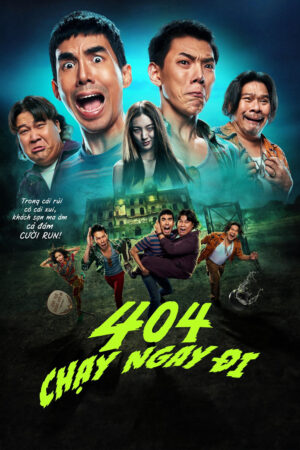 Trong cái rủi
có cái xui,
khách sạn ma ám
cả đám
CƯỜI RUN!
404
CHẠY NGAY ĐI